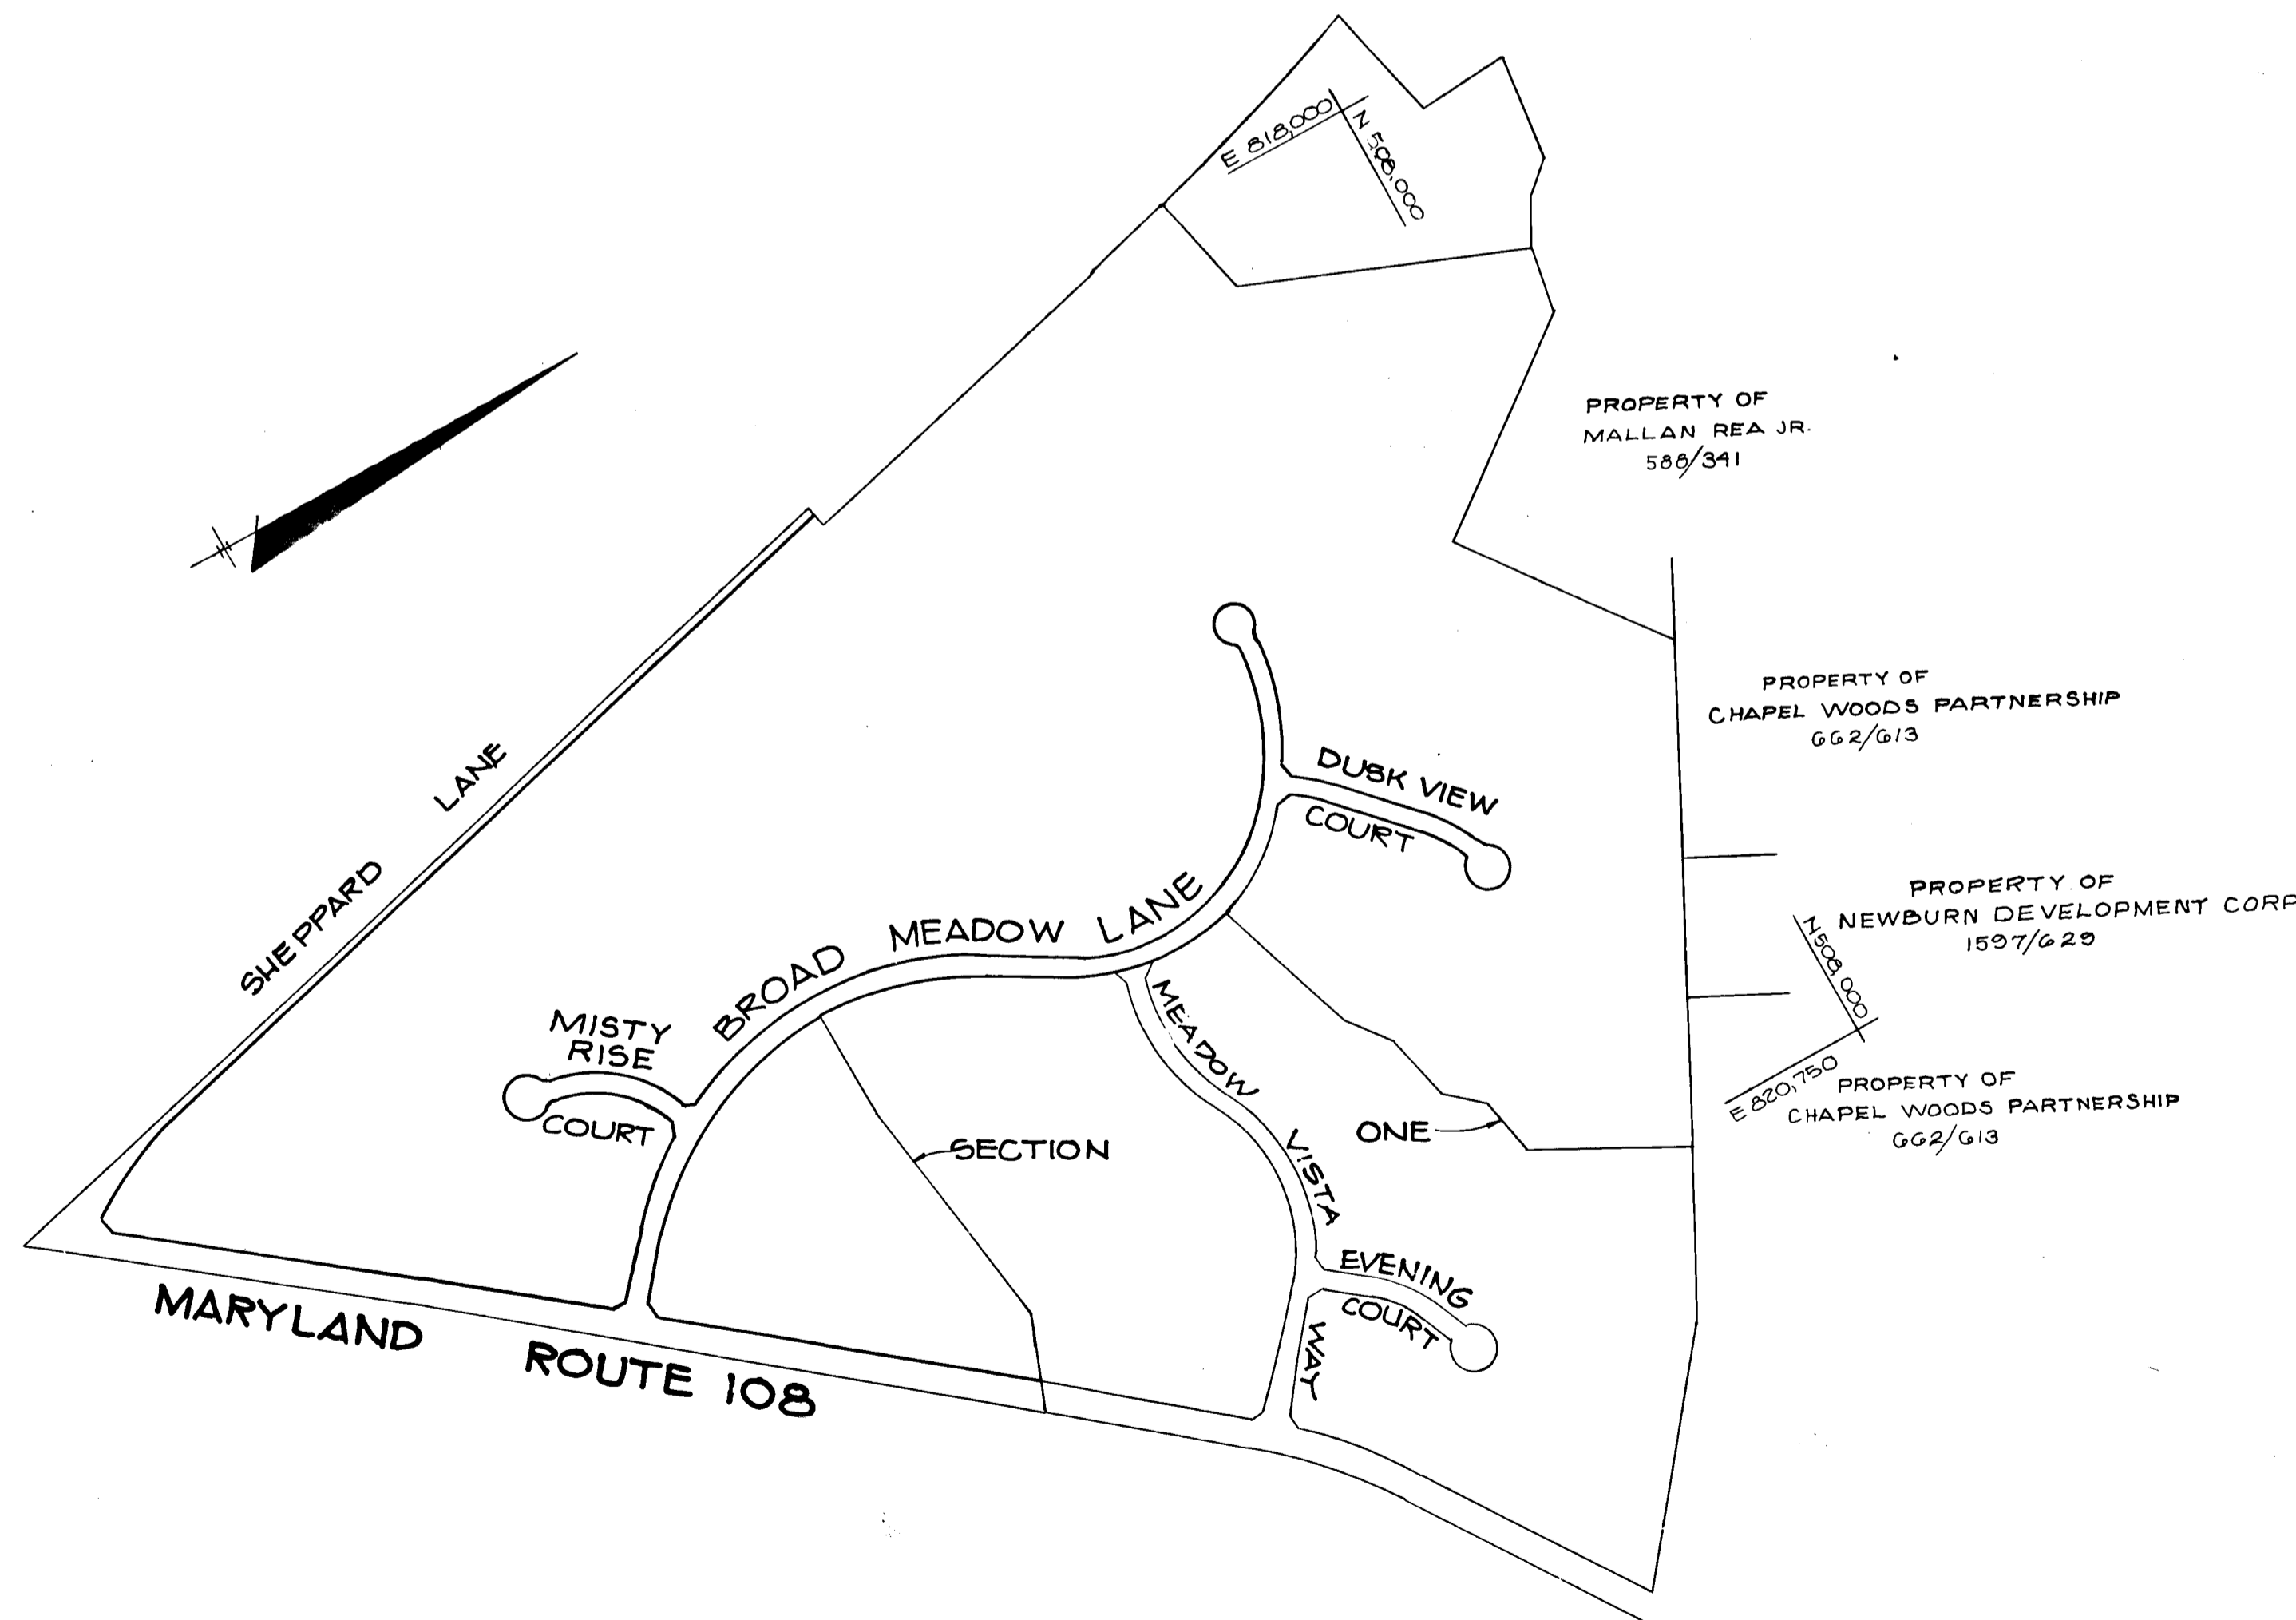 E 818,000
N 508,000
PROPERTY OF
MALLAN REA JR.
588/341
PROPERTY OF
CHAPEL WOODS PARTNERSHIP
662/613
DUSK VIEW
COURT
SHEPPARD LANE
BROAD MEADOW LANE
PROPERTY OF
NEWBURN DEVELOPMENT CORP
1597/629
N 508,000
E 820,750
MISTY
RISE
COURT
MEADOW VISTA WAY
SECTION
ONE
PROPERTY OF
CHAPEL WOODS PARTNERSHIP
662/613
EVENING
COURT
MARYLAND ROUTE 108